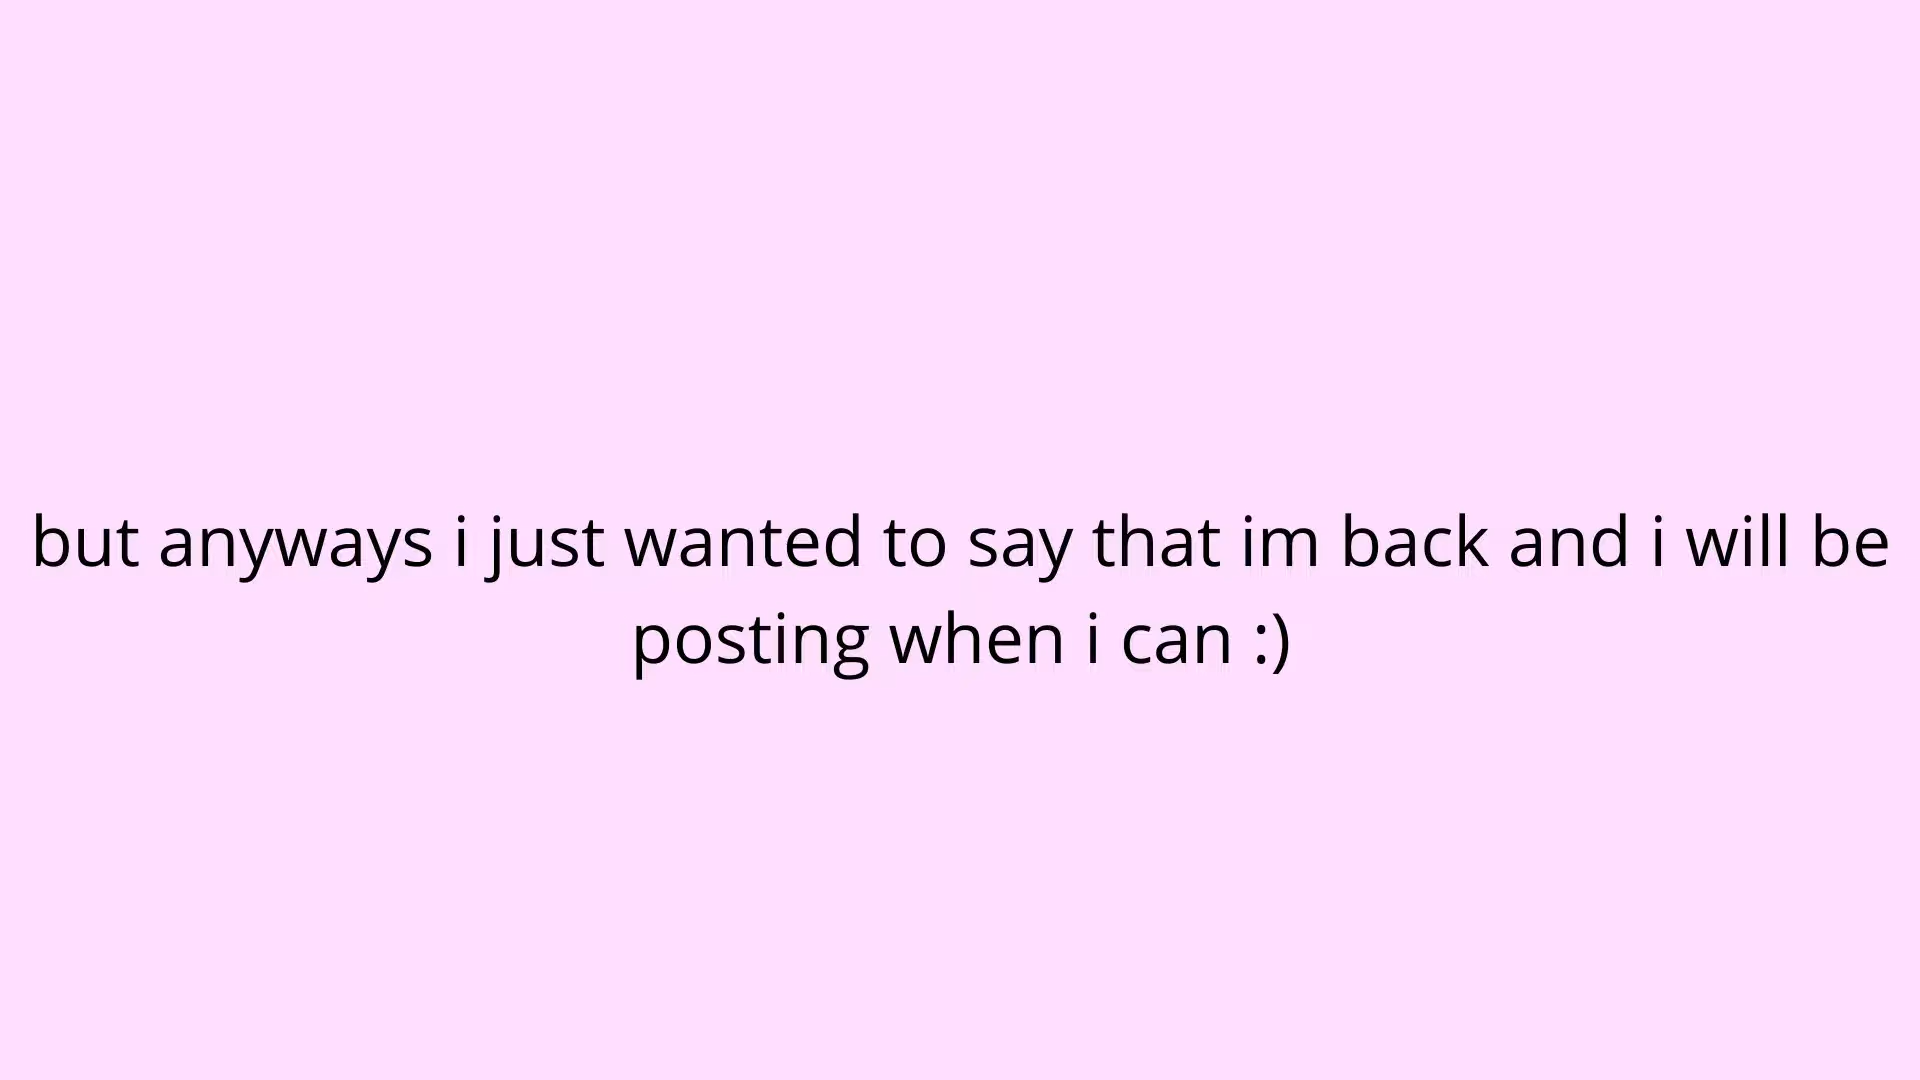 but anyways i just wanted to say that im back and i will be
posting when i can :)